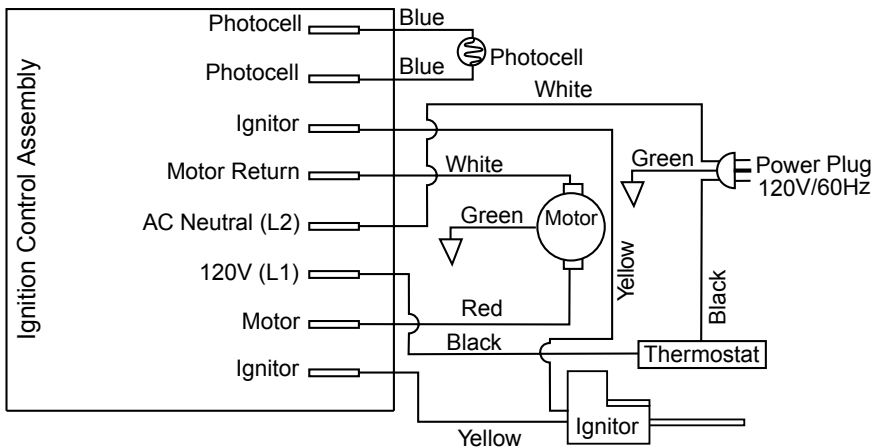 Ignition Control Assembly
Photocell
Blue
Photocell
Photocell
Blue
White
Ignitor
Motor Return
White
Green
Power Plug
120V/60Hz
AC Neutral (L2)
Green
Motor
120V (L1)
Yellow
Black
Motor
Red
Black
Thermostat
Ignitor
Yellow
Ignitor